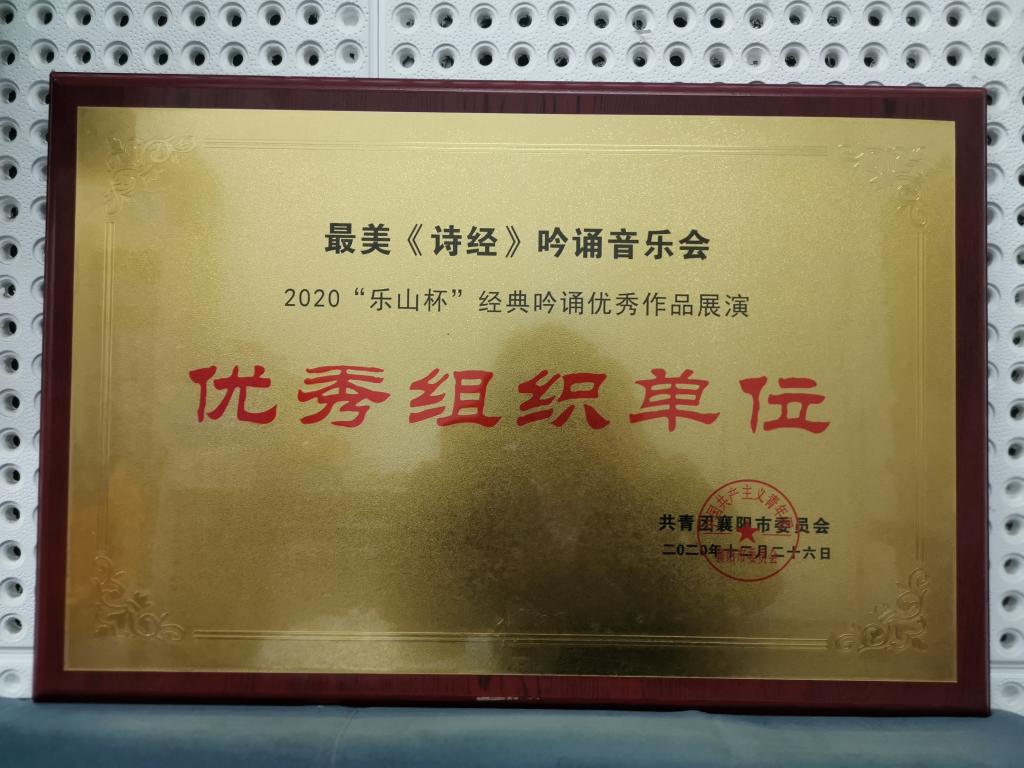 最美《诗经》吟诵音乐会
2020“乐山杯”经典吟诵优秀作品展演
优秀组织单位
共青团襄阳市委员会
二〇二〇年十二月二十六日